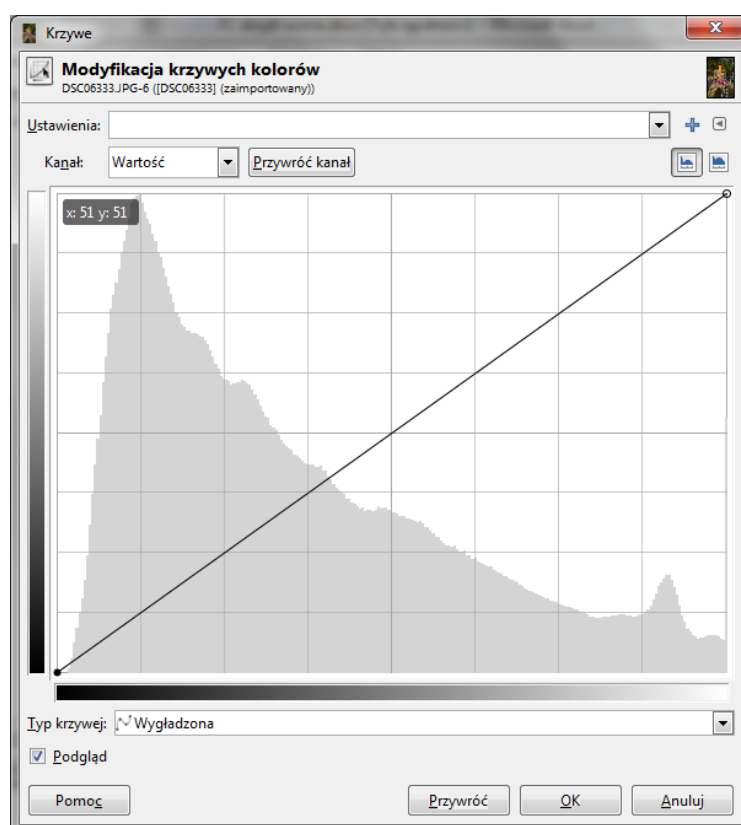 Krzywe
Modyfikacja krzywych kolorów
DSC06333.JPG-6 ([DSC06333] (zaimportowany))
Ustawienia:
Kanał: Wartość Przywróć kanał
x: 51 y: 51
Typ krzywej: Wygładzona
Podgląd
Pomoc Przywróć OK Anuluj